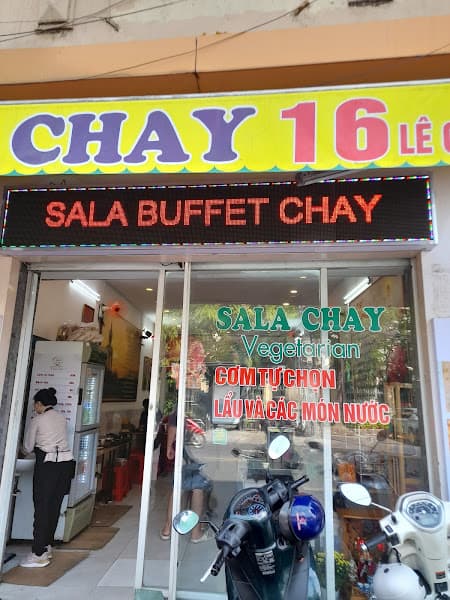 CHAY 16 LÊ
SALA BUFFET CHAY
SALA CHAY
Vegetarian
CƠM TỰ CHỌN
LẨU VÀ CÁC MÓN NƯỚC